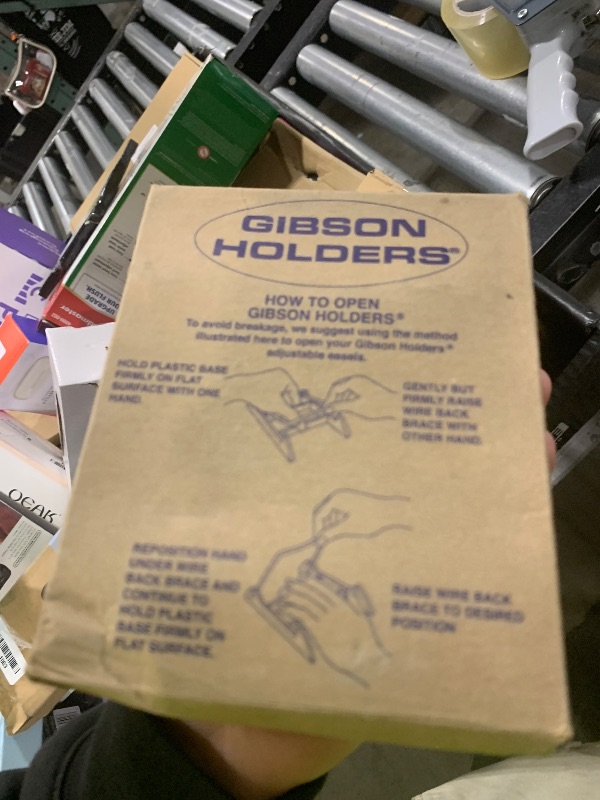 GIBSON
HOLDERS®
HOW TO OPEN
GIBSON HOLDERS®
To avoid breakage, we suggest using the method
illustrated here to open your Gibson Holders®
adjustable easels.
HOLD PLASTIC BASE
FIRMLY ON FLAT
SURFACE WITH ONE
HAND.
GENTLY BUT
FIRMLY RAISE
WIRE BACK
BRACE WITH
OTHER HAND.
REPOSITION HAND
UNDER WIRE
BACK BRACE AND
CONTINUE TO
HOLD PLASTIC
BASE FIRMLY ON
FLAT SURFACE.
RAISE WIRE BACK
BRACE TO DESIRED
POSITION
UPGRADE
OUR FLUSH.